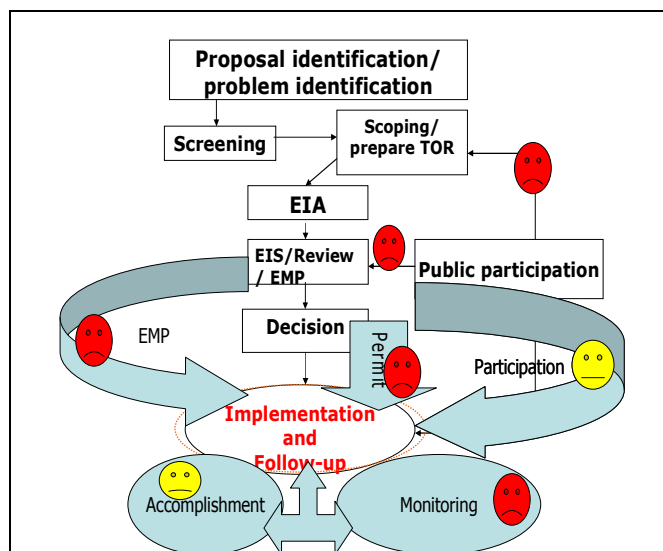 Proposal identification/
problem identification
Screening
Scoping/
prepare TOR
EIA
EIS/Review
/ EMP
Public participation
Decision
EMP
Permit
Participation
Implementation
and
Follow-up
Accomplishment
Monitoring